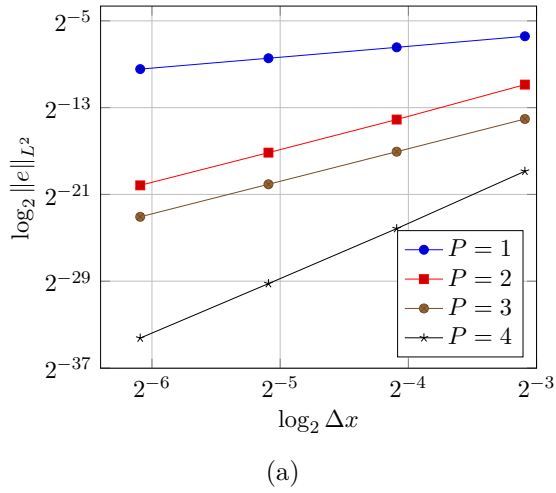 2^{-5}
2^{-13}
2^{-21}
2^{-29}
2^{-37}
log_2 ||e||_{L^2}
P = 1
P = 2
P = 3
P = 4
2^{-6} 2^{-5} 2^{-4} 2^{-3}
log_2 Δx
(a)